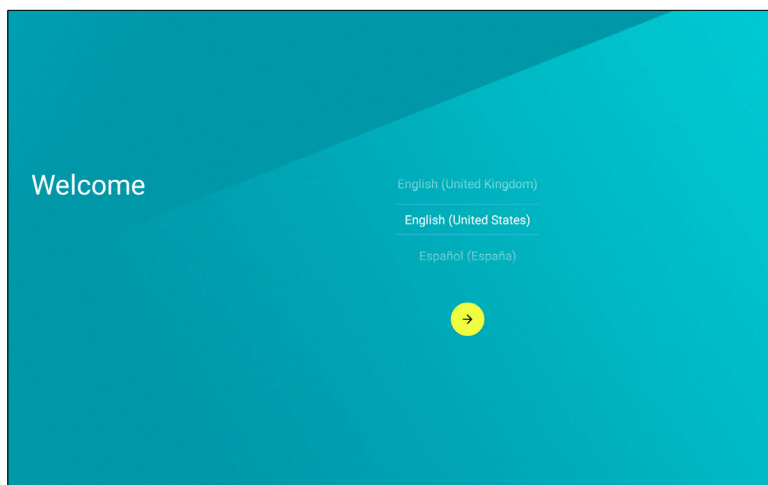 Welcome
English (United Kingdom)
English (United States)
Español (España)